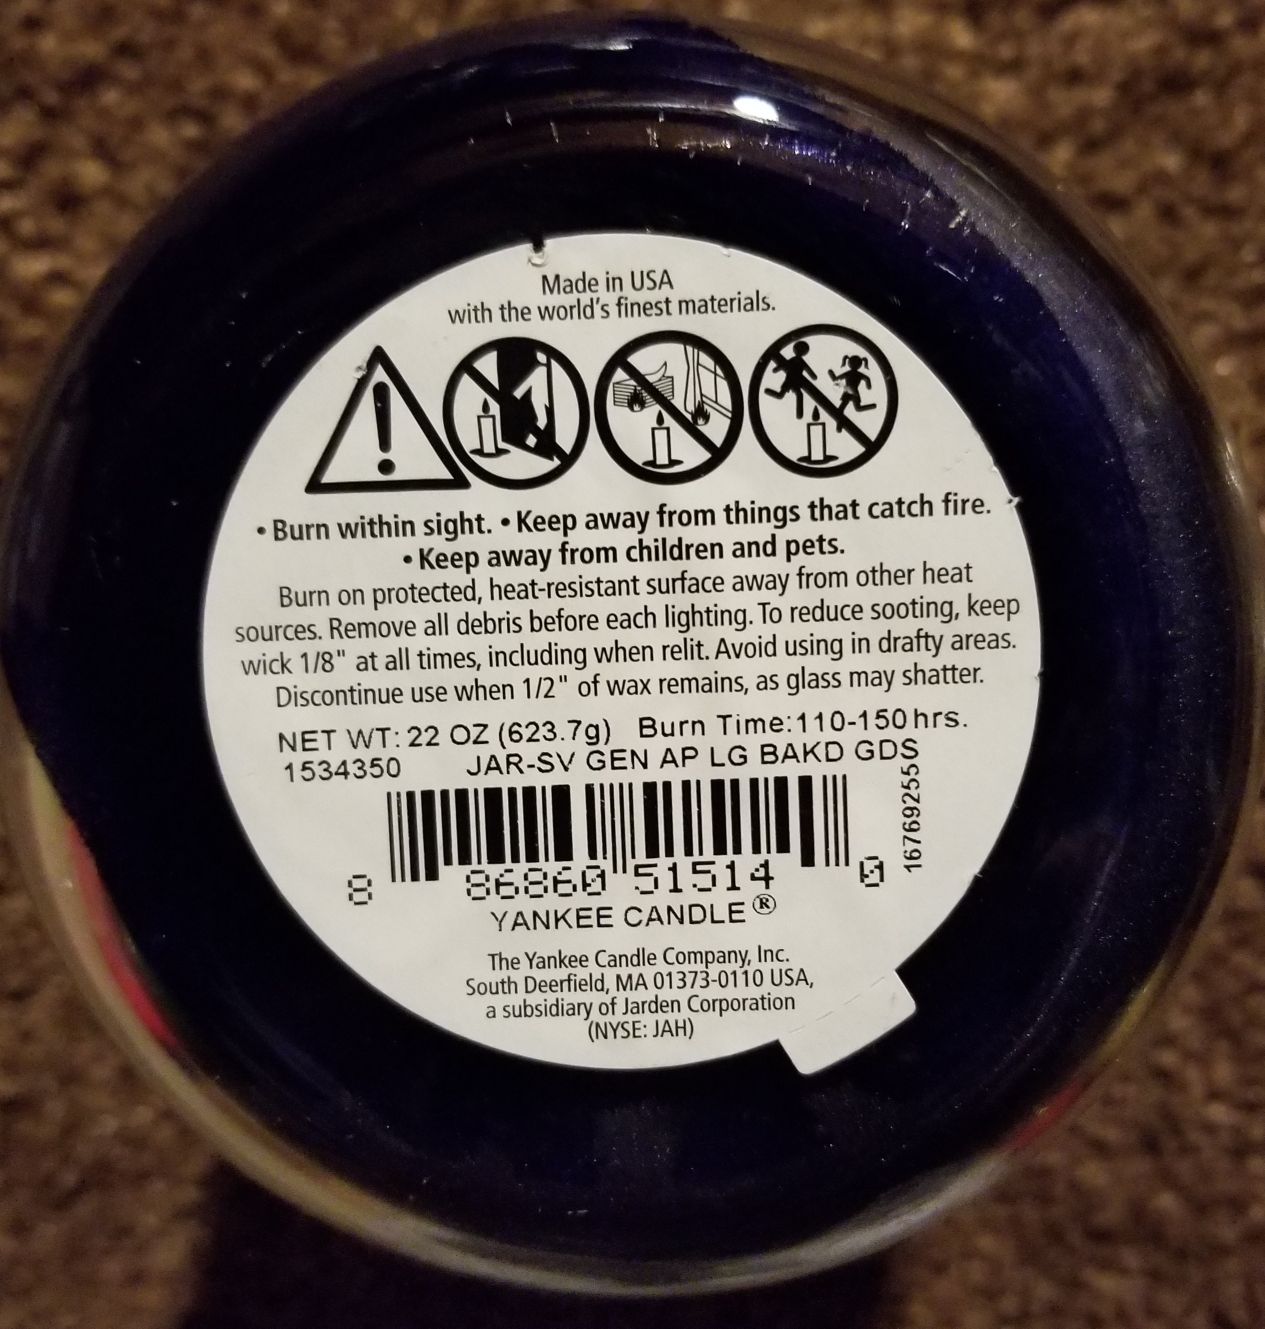 Made in USA
with the world's finest materials.
• Burn within sight. • Keep away from things that catch fire.
• Keep away from children and pets.
Burn on protected, heat-resistant surface away from other heat
sources. Remove all debris before each lighting. To reduce sooting, keep
wick 1/8" at all times, including when relit. Avoid using in drafty areas.
Discontinue use when 1/2" of wax remains, as glass may shatter.
NET WT: 22 OZ (623.7g) Burn Time:110-150 hrs.
1534350 JAR-SV GEN AP LG BAKD GDS
16769255
8 86860 51514 0
YANKEE CANDLE®
The Yankee Candle Company, Inc.
South Deerfield, MA 01373-0110 USA,
a subsidiary of Jarden Corporation
(NYSE: JAH)